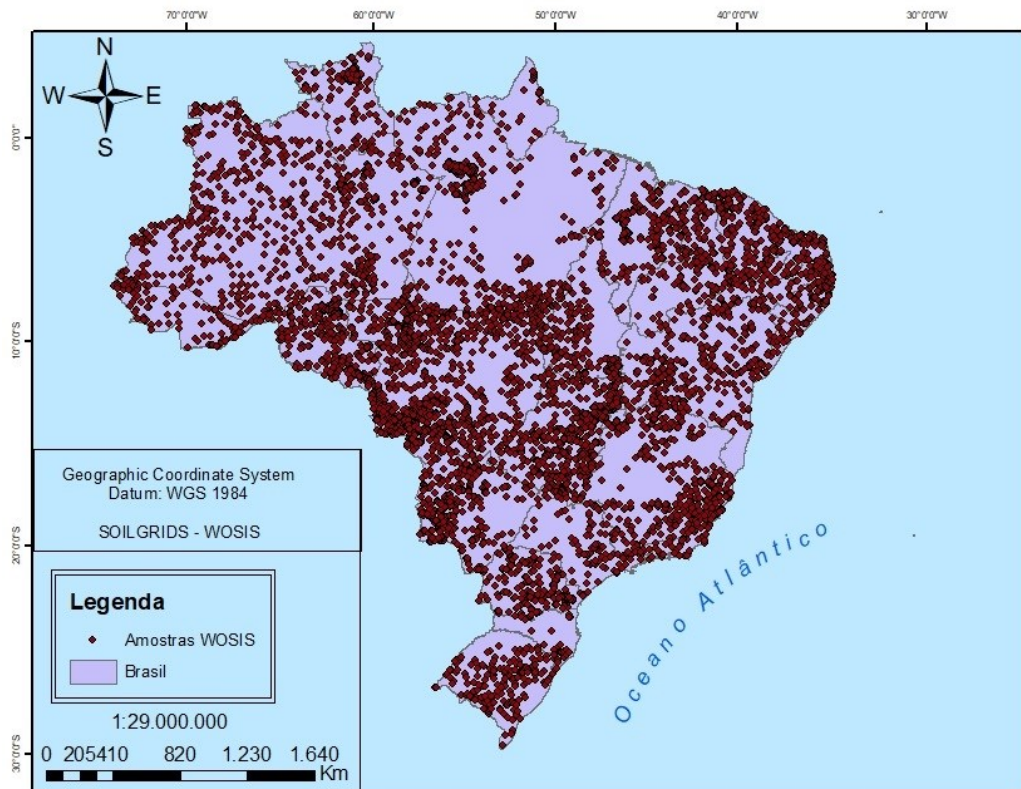 70°0'0"W 60°0'0"W 50°0'0"W 40°0'0"W 30°0'0"W
N
W E
S
0°0'0"
10°0'0"S
20°0'0"S
30°0'0"S
Geographic Coordinate System
Datum: WGS 1984
SOILGRIDS - WOSIS
Legenda
Amostras WOSIS
Brasil
1:29.000.000
0 205410 820 1.230 1.640
Km
Oceano Atlântico